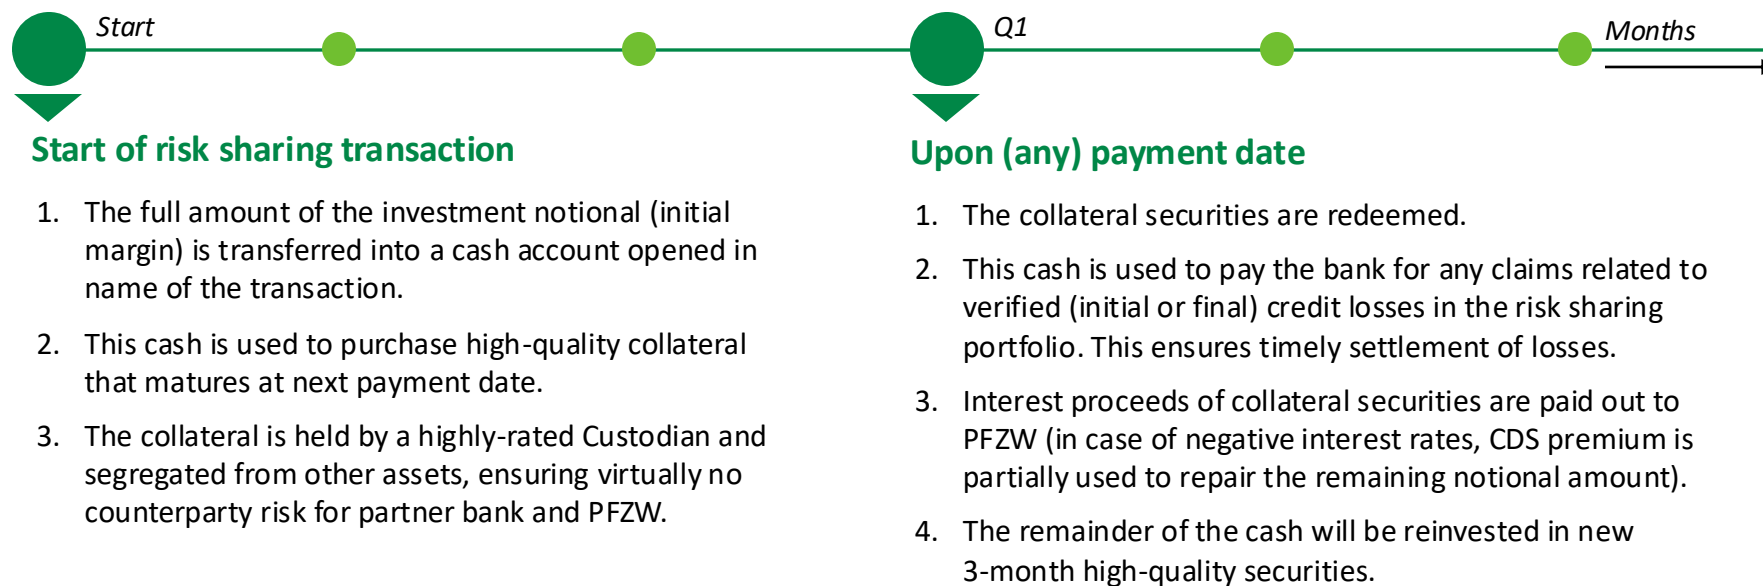 Start
Q1
Months
Start of risk sharing transaction
1. The full amount of the investment notional (initial
margin) is transferred into a cash account opened in
name of the transaction.
2. This cash is used to purchase high-quality collateral
that matures at next payment date.
3. The collateral is held by a highly-rated Custodian and
segregated from other assets, ensuring virtually no
counterparty risk for partner bank and PFZW.
Upon (any) payment date
1. The collateral securities are redeemed.
2. This cash is used to pay the bank for any claims related to
verified (initial or final) credit losses in the risk sharing
portfolio. This ensures timely settlement of losses.
3. Interest proceeds of collateral securities are paid out to
PFZW (in case of negative interest rates, CDS premium is
partially used to repair the remaining notional amount).
4. The remainder of the cash will be reinvested in new
3-month high-quality securities.